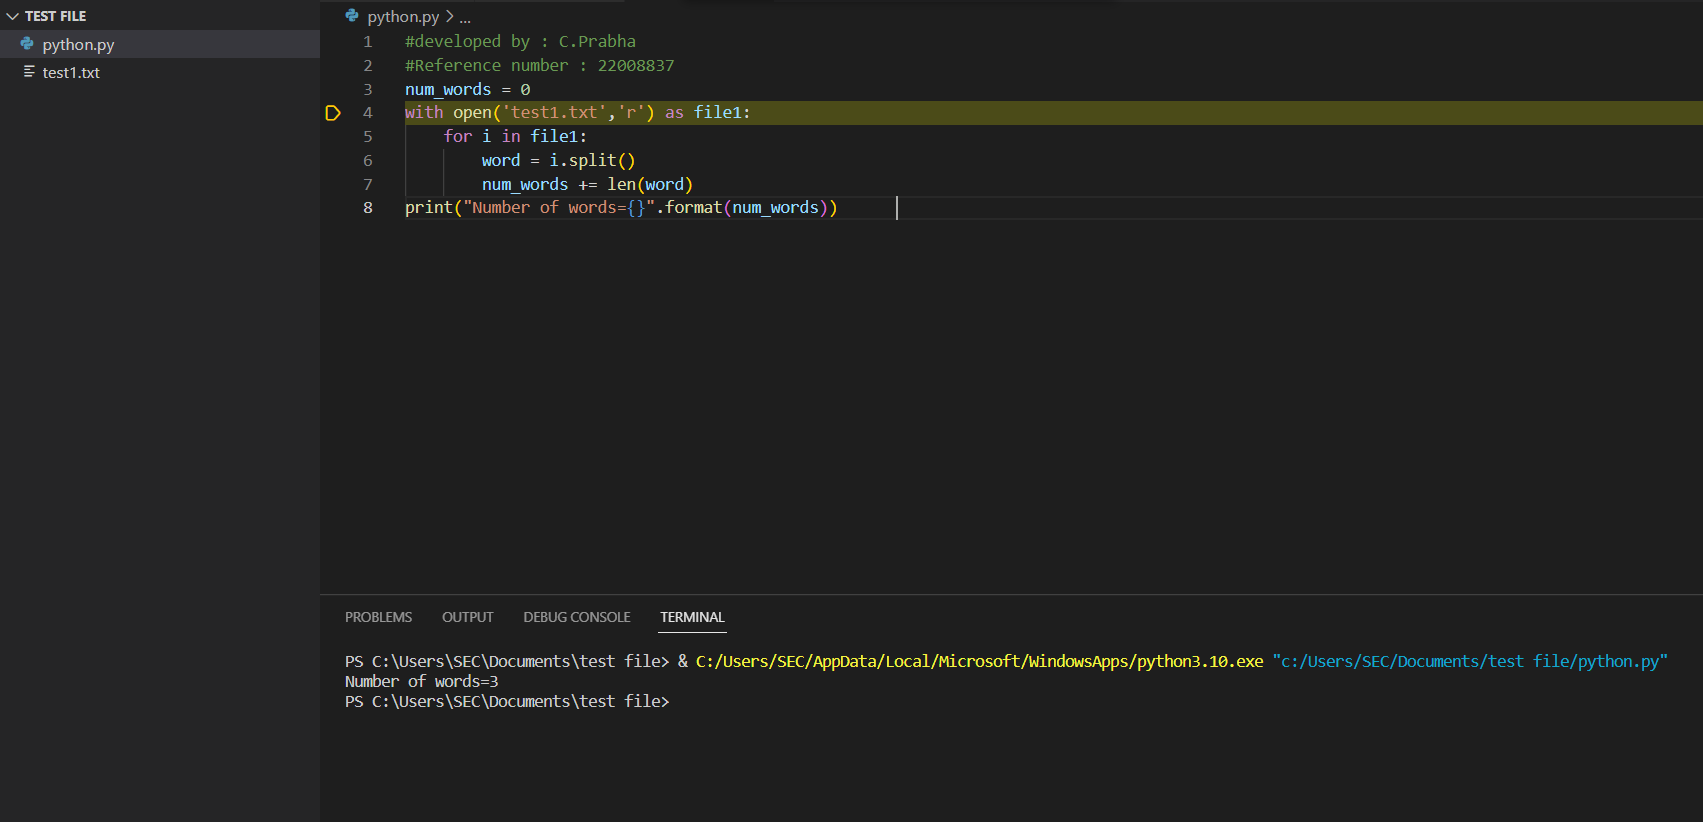 TEST FILE
python.py
test1.txt
python.py > ...
1 #developed by : C.Prabha
2 #Reference number : 22008837
3 num_words = 0
4 with open('test1.txt','r') as file1:
5     for i in file1:
6         word = i.split()
7         num_words += len(word)
8 print("Number of words={}".format(num_words))
PROBLEMS OUTPUT DEBUG CONSOLE TERMINAL
PS C:\Users\SEC\Documents\test file> & C:/Users/SEC/AppData/Local/Microsoft/WindowsApps/python3.10.exe "c:/Users/SEC/Documents/test file/python.py"
Number of words=3
PS C:\Users\SEC\Documents\test file>